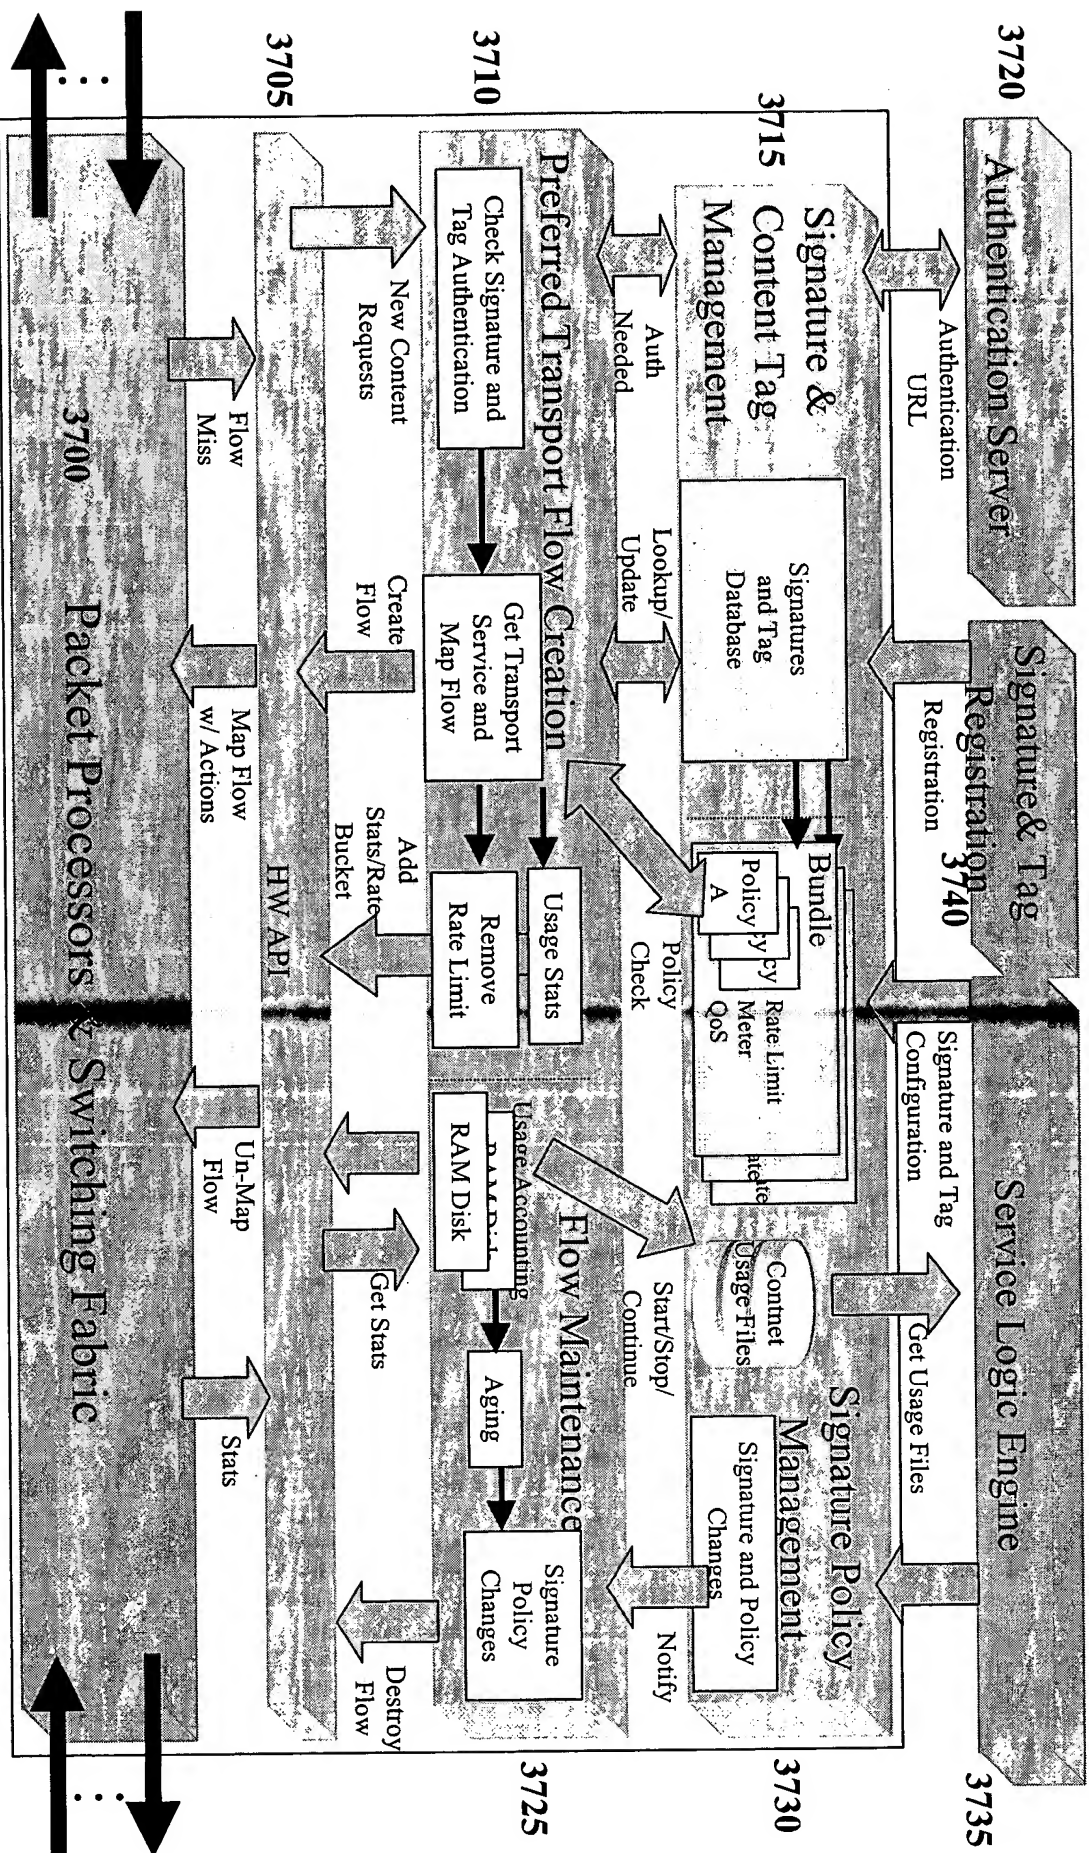 3720
Authentication Server
Signature& Tag
Registration
3740
Service Logic Engine
3735
Authentication
URL
Registration
Signature and Tag
Configuration
Get Usage Files
3715
Signature &
Content Tag
Management
Signatures
and Tag
Database
Bundle
Policy
A
cy
cy
Rate Limit
Meter
QoS
Contnet
Usage Files
Signature Policy
Management
Signature and Policy
Changes
3730
Auth
Needed
Lookup/
Update
Policy
Check
Start/Stop/
Continue
Notify
3710
Preferred Transport Flow Creation
Check Signature and
Tag Authentication
Get Transport
Service and
Map Flow
Usage Stats
Remove
Rate Limit
Flow Maintenance
Usage Accounting
RAM Disk
RAM Disk
Aging
Signature
Policy
Changes
3725
New Content
Requests
Create
Flow
Add
Stats/Rate
Bucket
Get Stats
Destroy
Flow
3705
HW API
Flow
Miss
Map Flow
w/ Actions
Un-Map
Flow
Stats
3700
Packet Processors & Switching Fabric